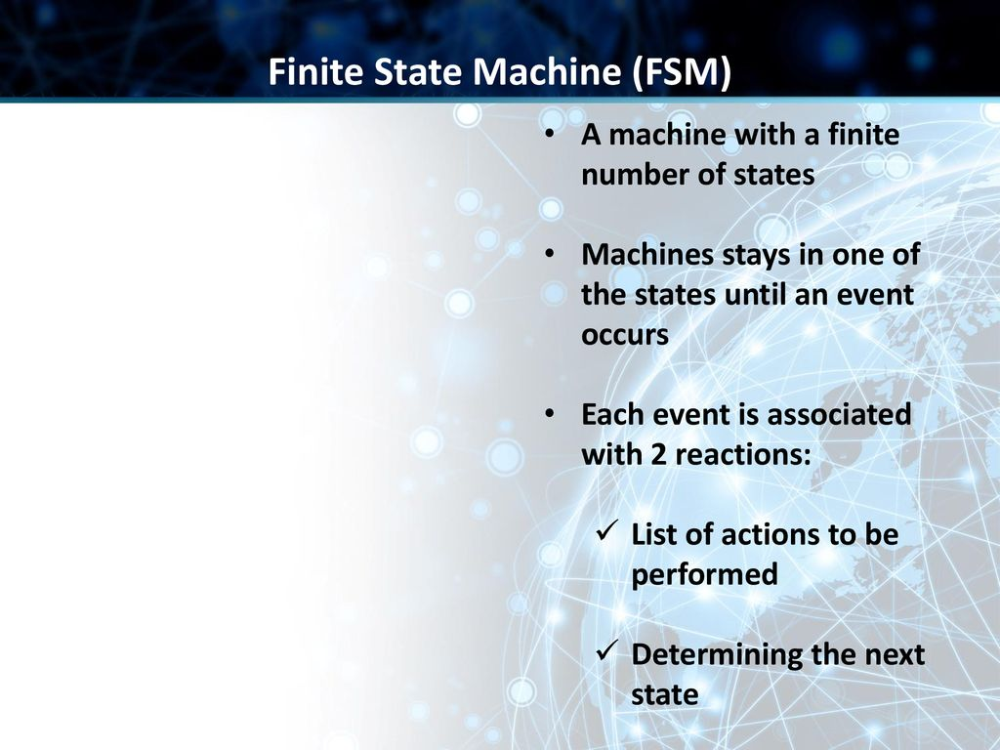 Finite State Machine (FSM)
• A machine with a finite
number of states
• Machines stays in one of
the states until an event
occurs
• Each event is associated
with 2 reactions:
✓ List of actions to be
performed
✓ Determining the next
state